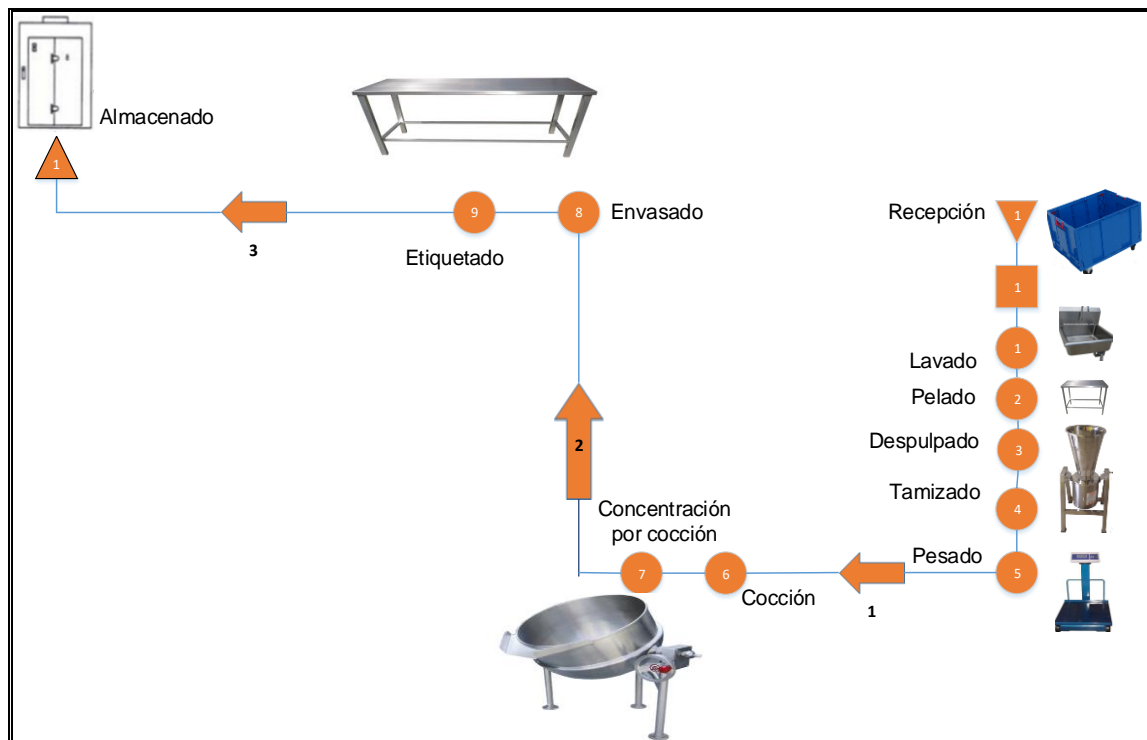 Almacenado
1
3
9
8
Envasado
Etiquetado
Recepción
1
1
1
Lavado
Pelado
2
Despulpado
3
Tamizado
4
Pesado
5
1
6
Cocción
7
Concentración
por cocción
2